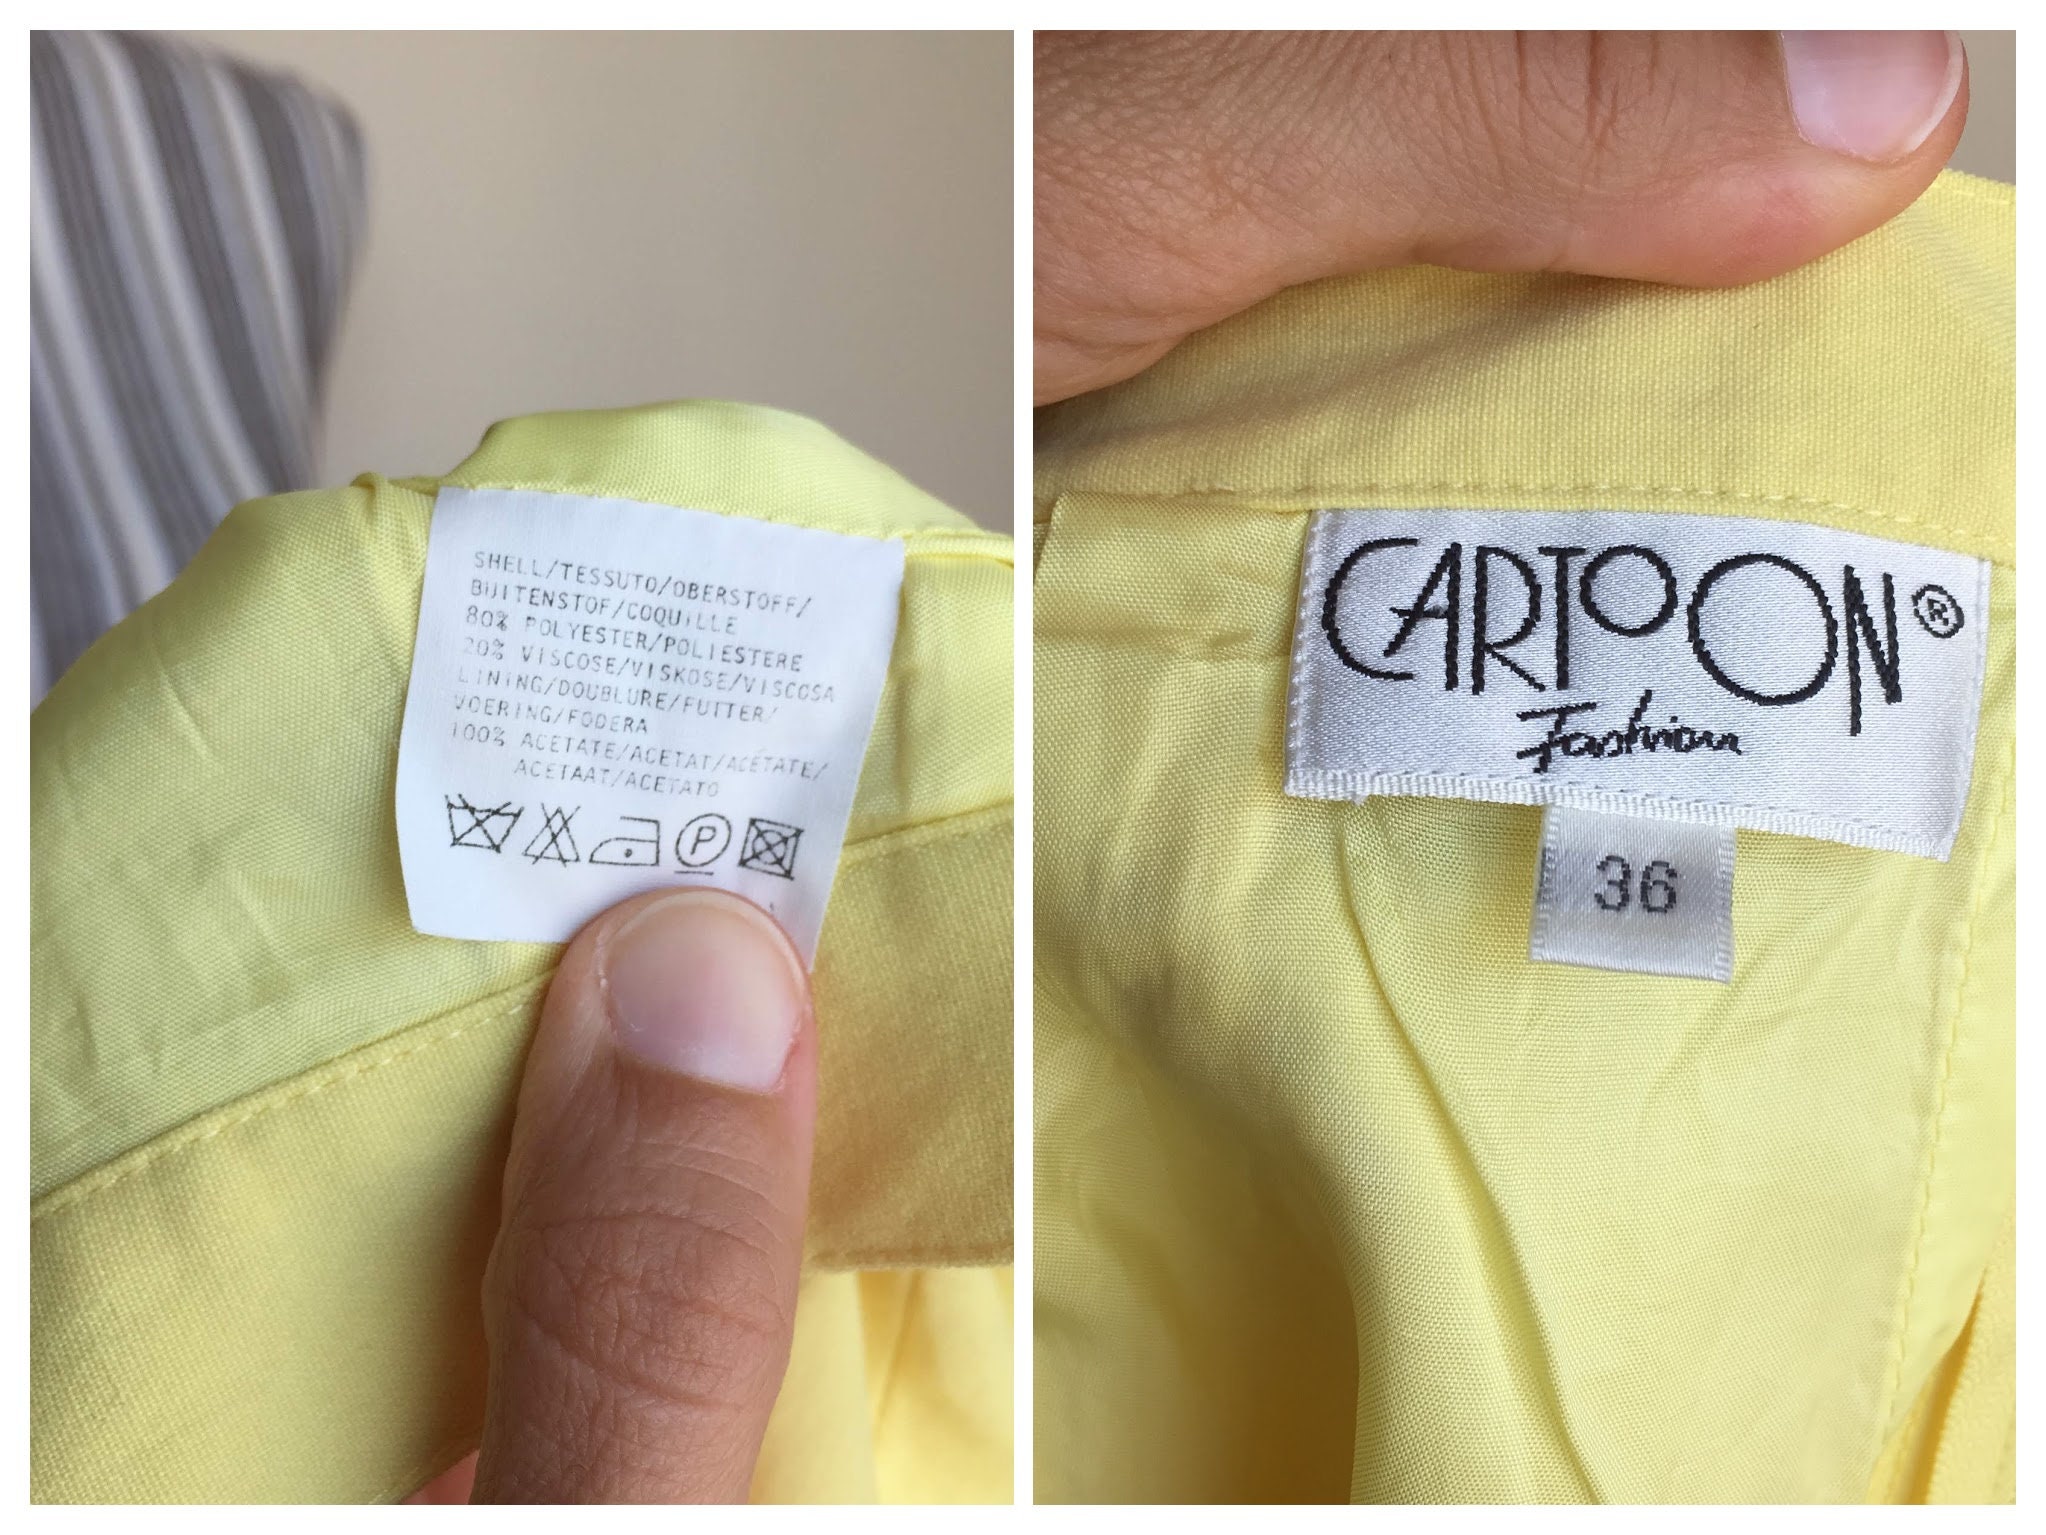 SHELL/TESSUTO/OBERSTOFF/
BUITENSTOF/COQUILLE
80% POLYESTER/POLIESTERE
20% VISCOSE/VISKOSE/VISCOSA
LINING/DOUBLURE/FUTTER/
VOERING/FODERA
100% ACETATE/ACETAT/ACÉTATE/
ACETAAT/ACETATO
P
CARTOON®
Fashion
36